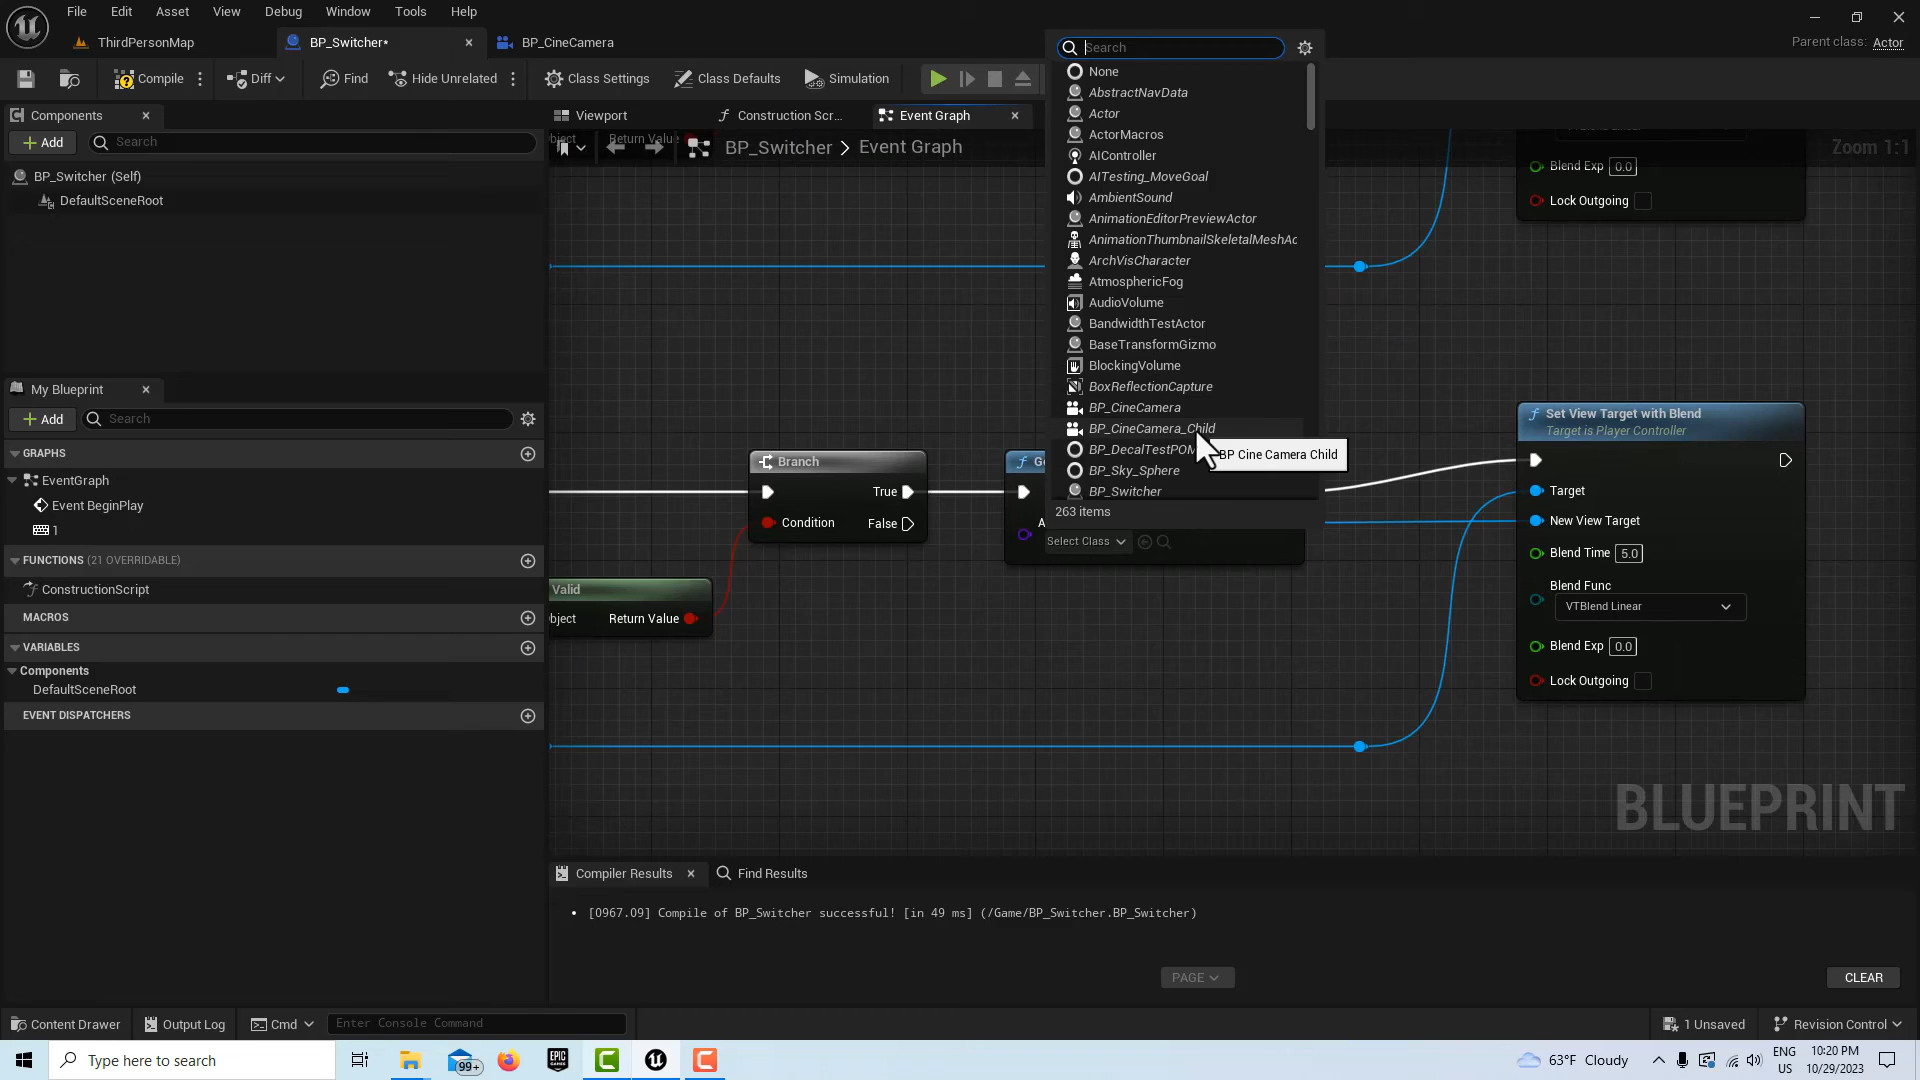 File Edit Asset View Debug Window Tools Help
ThirdPersonMap BP_Switcher* BP_CineCamera Parent class: Actor
Compile Diff Find Hide Unrelated Class Settings Class Defaults Simulation
Components
Add Search
BP_Switcher (Self)
DefaultSceneRoot
My Blueprint
Add Search
GRAPHS
EventGraph
Event BeginPlay
1
FUNCTIONS (21 OVERRIDABLE)
ConstructionScript
MACROS
VARIABLES
Components
DefaultSceneRoot
EVENT DISPATCHERS
Viewport Construction Scr... Event Graph
Return Value
BP_Switcher > Event Graph
Zoom 1:1
Search
None
AbstractNavData
Actor
ActorMacros
AIController
AITesting_MoveGoal
AmbientSound
AnimationEditorPreviewActor
AnimationThumbnailSkeletalMeshAc
ArchVisCharacter
AtmosphericFog
AudioVolume
BandwidthTestActor
BaseTransformGizmo
BlockingVolume
BoxReflectionCapture
BP_CineCamera
BP_CineCamera_Child
BP_DecalTestPOM
BP_Sky_Sphere
BP_Switcher
263 items
BP Cine Camera Child
Select Class
Branch
True
Condition False
Valid
bject Return Value
Blend Exp 0.0
Lock Outgoing
Set View Target with Blend
Target is Player Controller
Target
New View Target
Blend Time 5.0
Blend Func
VTBlend Linear
Blend Exp 0.0
Lock Outgoing
BLUEPRINT
Compiler Results Find Results
• [0967.09] Compile of BP_Switcher successful! [in 49 ms] (/Game/BP_Switcher.BP_Switcher)
PAGE CLEAR
Content Drawer Output Log Cmd Enter Console Command 1 Unsaved Revision Control
Type here to search
99+
EPIC GAMES
63°F Cloudy
ENG
US
10:20 PM
10/29/2023